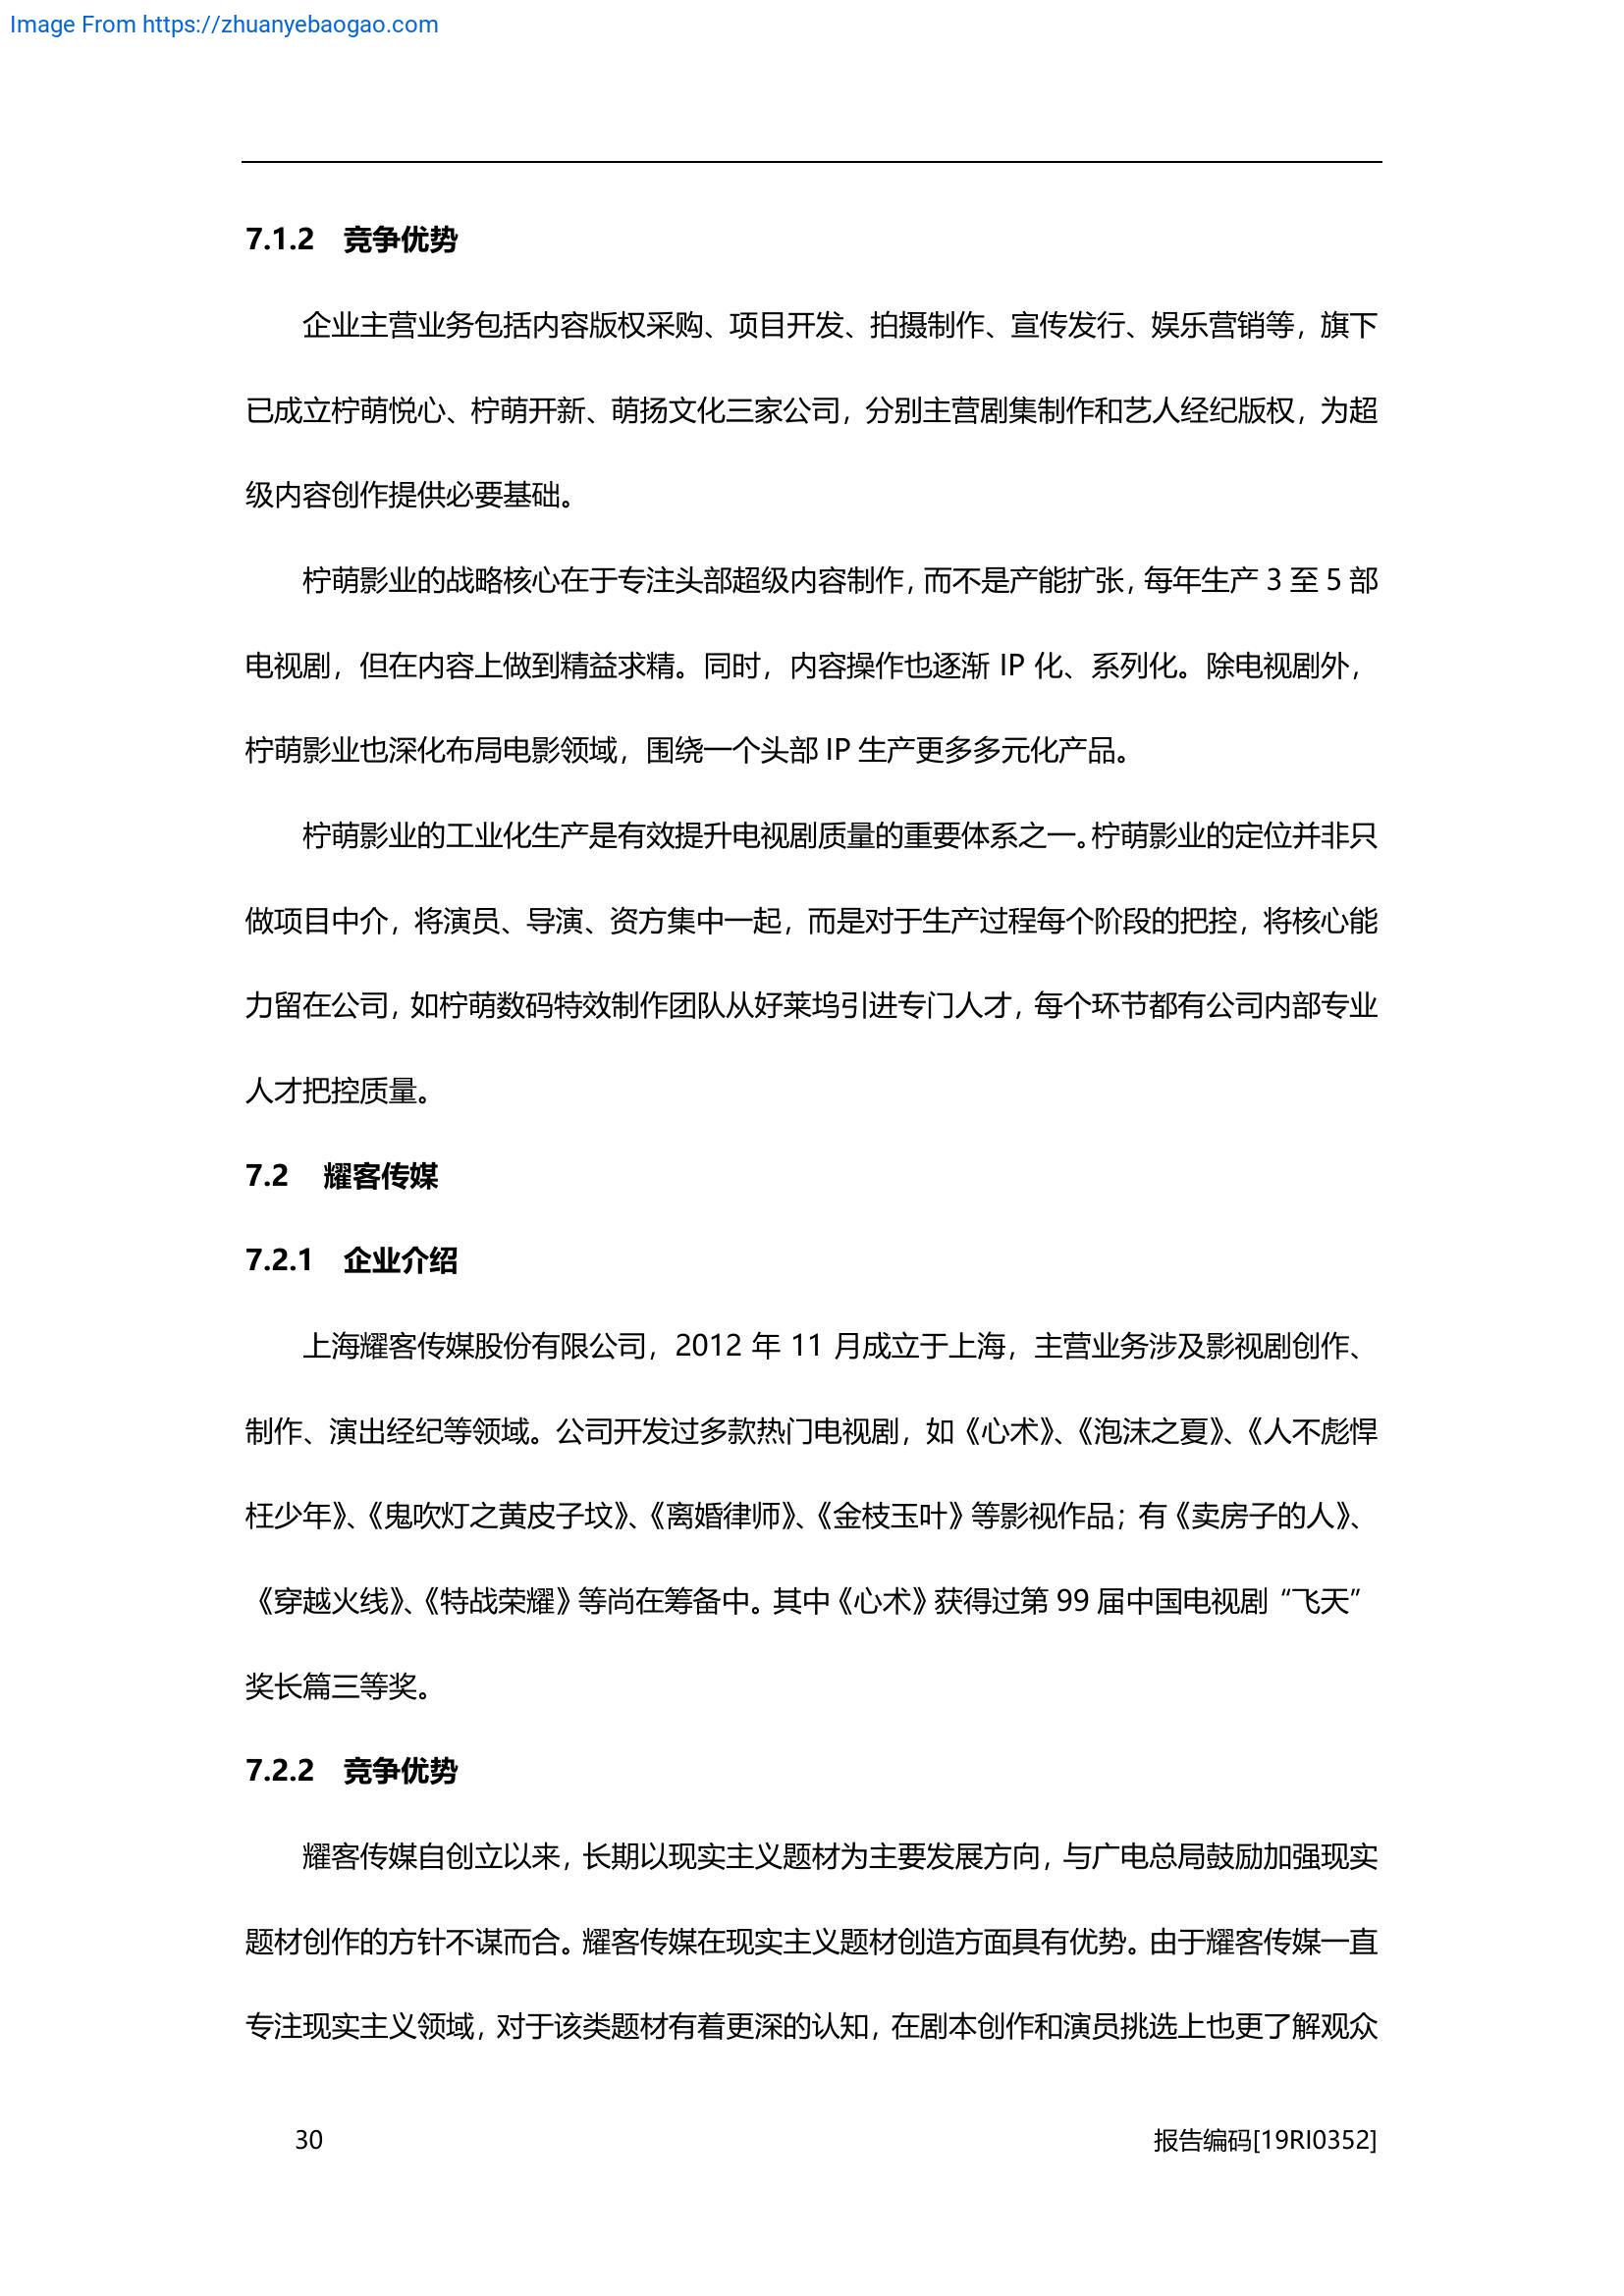 Image From https://zhuanyebaogao.com
7.1.2 竞争优势
企业主营业务包括内容版权采购、项目开发、拍摄制作、宣传发行、娱乐营销等，旗下
已成立柠萌悦心、柠萌开新、萌扬文化三家公司，分别主营剧集制作和艺人经纪版权，为超
级内容创作提供必要基础。
柠萌影业的战略核心在于专注头部超级内容制作，而不是产能扩张，每年生产 3 至 5 部
电视剧，但在内容上做到精益求精。同时，内容操作也逐渐 IP 化、系列化。除电视剧外，
柠萌影业也深化布局电影领域，围绕一个头部 IP 生产更多多元化产品。
柠萌影业的工业化生产是有效提升电视剧质量的重要体系之一。柠萌影业的定位并非只
做项目中介，将演员、导演、资方集中一起，而是对于生产过程每个阶段的把控，将核心能
力留在公司，如柠萌数码特效制作团队从好莱坞引进专门人才，每个环节都有公司内部专业
人才把控质量。
7.2 耀客传媒
7.2.1 企业介绍
上海耀客传媒股份有限公司，2012 年 11 月成立于上海，主营业务涉及影视剧创作、
制作、演出经纪等领域。公司开发过多款热门电视剧，如《心术》、《泡沫之夏》、《人不彪悍
枉少年》、《鬼吹灯之黄皮子坟》、《离婚律师》、《金枝玉叶》等影视作品；有《卖房子的人》、
《穿越火线》、《特战荣耀》等尚在筹备中。其中《心术》获得过第 99 届中国电视剧“飞天”
奖长篇三等奖。
7.2.2 竞争优势
耀客传媒自创立以来，长期以现实主义题材为主要发展方向，与广电总局鼓励加强现实
题材创作的方针不谋而合。耀客传媒在现实主义题材创造方面具有优势。由于耀客传媒一直
专注现实主义领域，对于该类题材有着更深的认知，在剧本创作和演员挑选上也更了解观众
30
报告编码[19RI0352]